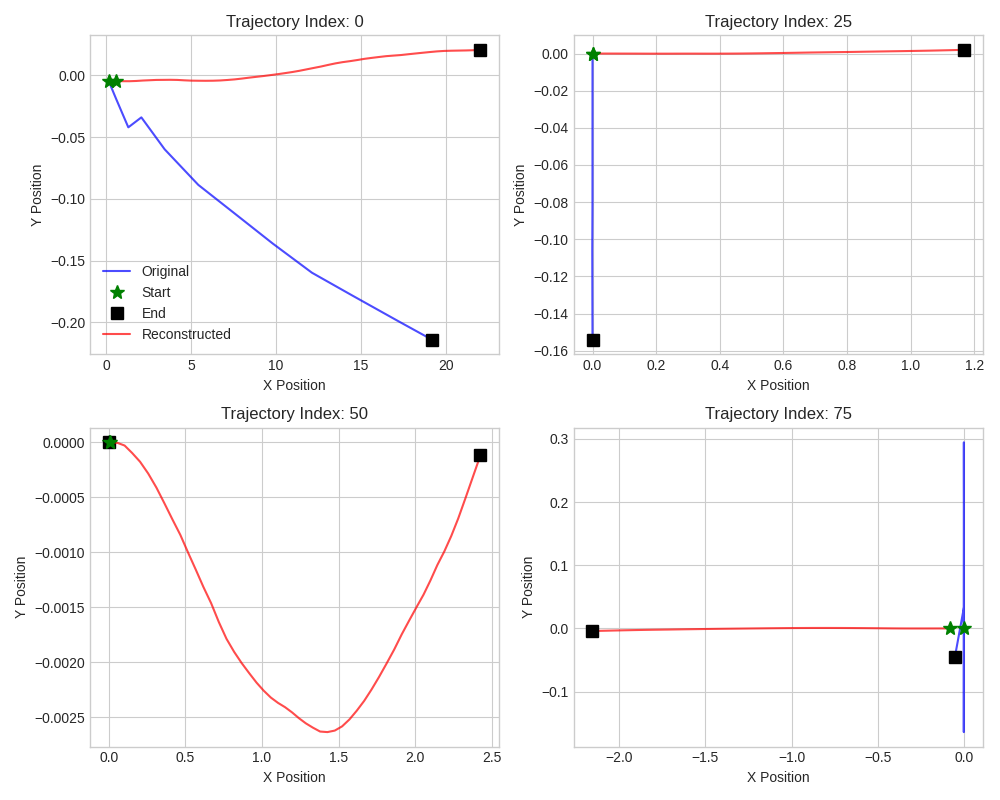 Trajectory Index: 0
0.00
−0.05
−0.10
−0.15
−0.20
Y Position
Original
Start
End
Reconstructed
0 5 10 15 20
X Position
Trajectory Index: 25
0.00
−0.02
−0.04
−0.06
−0.08
−0.10
−0.12
−0.14
−0.16
Y Position
0.0 0.2 0.4 0.6 0.8 1.0 1.2
X Position
Trajectory Index: 50
0.0000
−0.0005
−0.0010
−0.0015
−0.0020
−0.0025
Y Position
0.0 0.5 1.0 1.5 2.0 2.5
X Position
Trajectory Index: 75
0.3
0.2
0.1
0.0
−0.1
Y Position
−2.0 −1.5 −1.0 −0.5 0.0
X Position